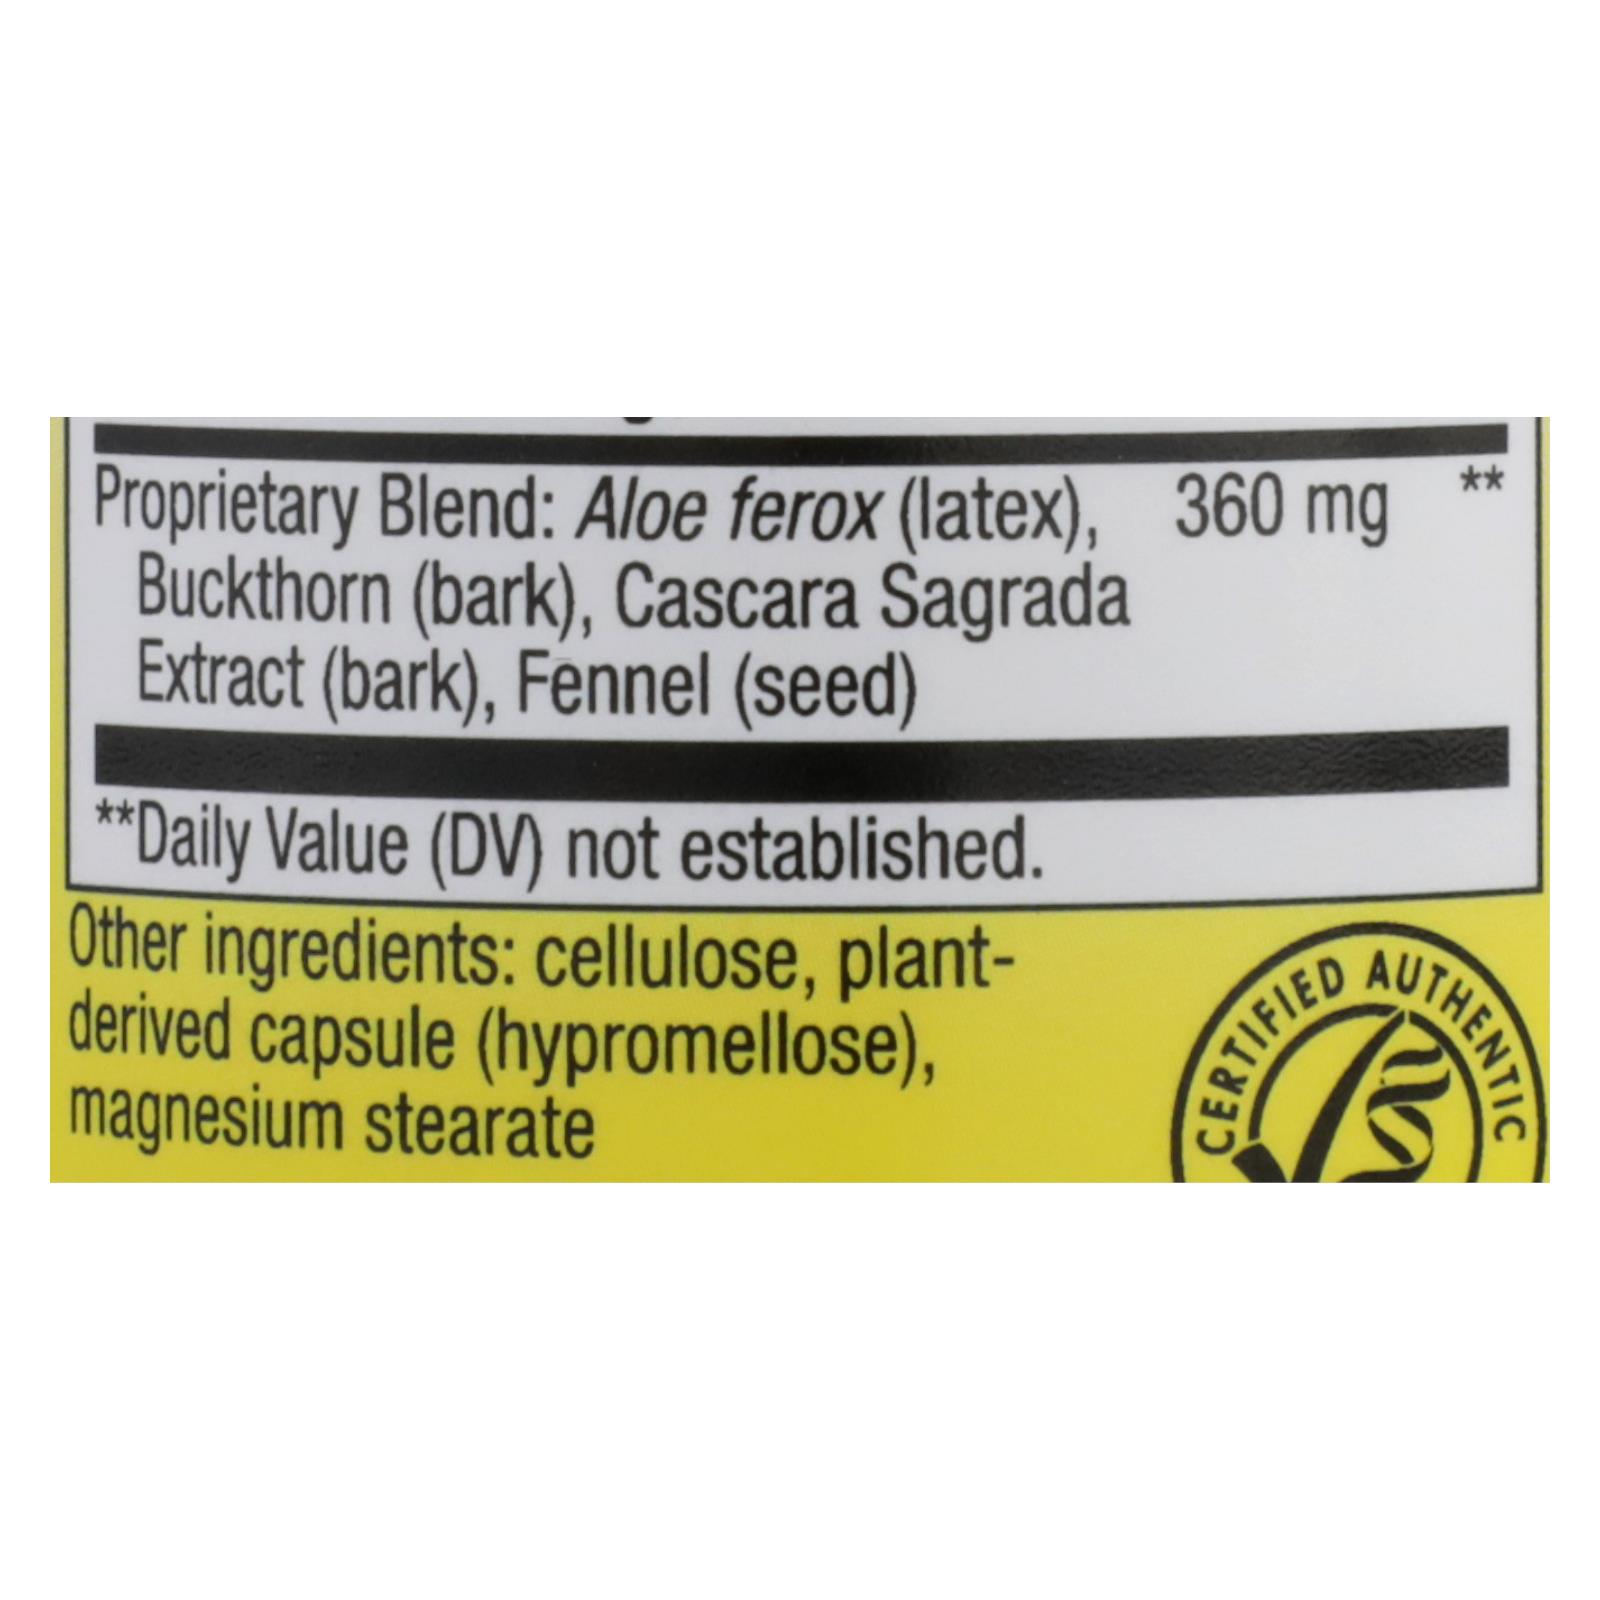 Proprietary Blend: Aloe ferox (latex), 360 mg **
Buckthorn (bark), Cascara Sagrada
Extract (bark), Fennel (seed)
**Daily Value (DV) not established.
Other ingredients: cellulose, plant-
derived capsule (hypromellose),
magnesium stearate
CERTIFIED AUTHENTIC